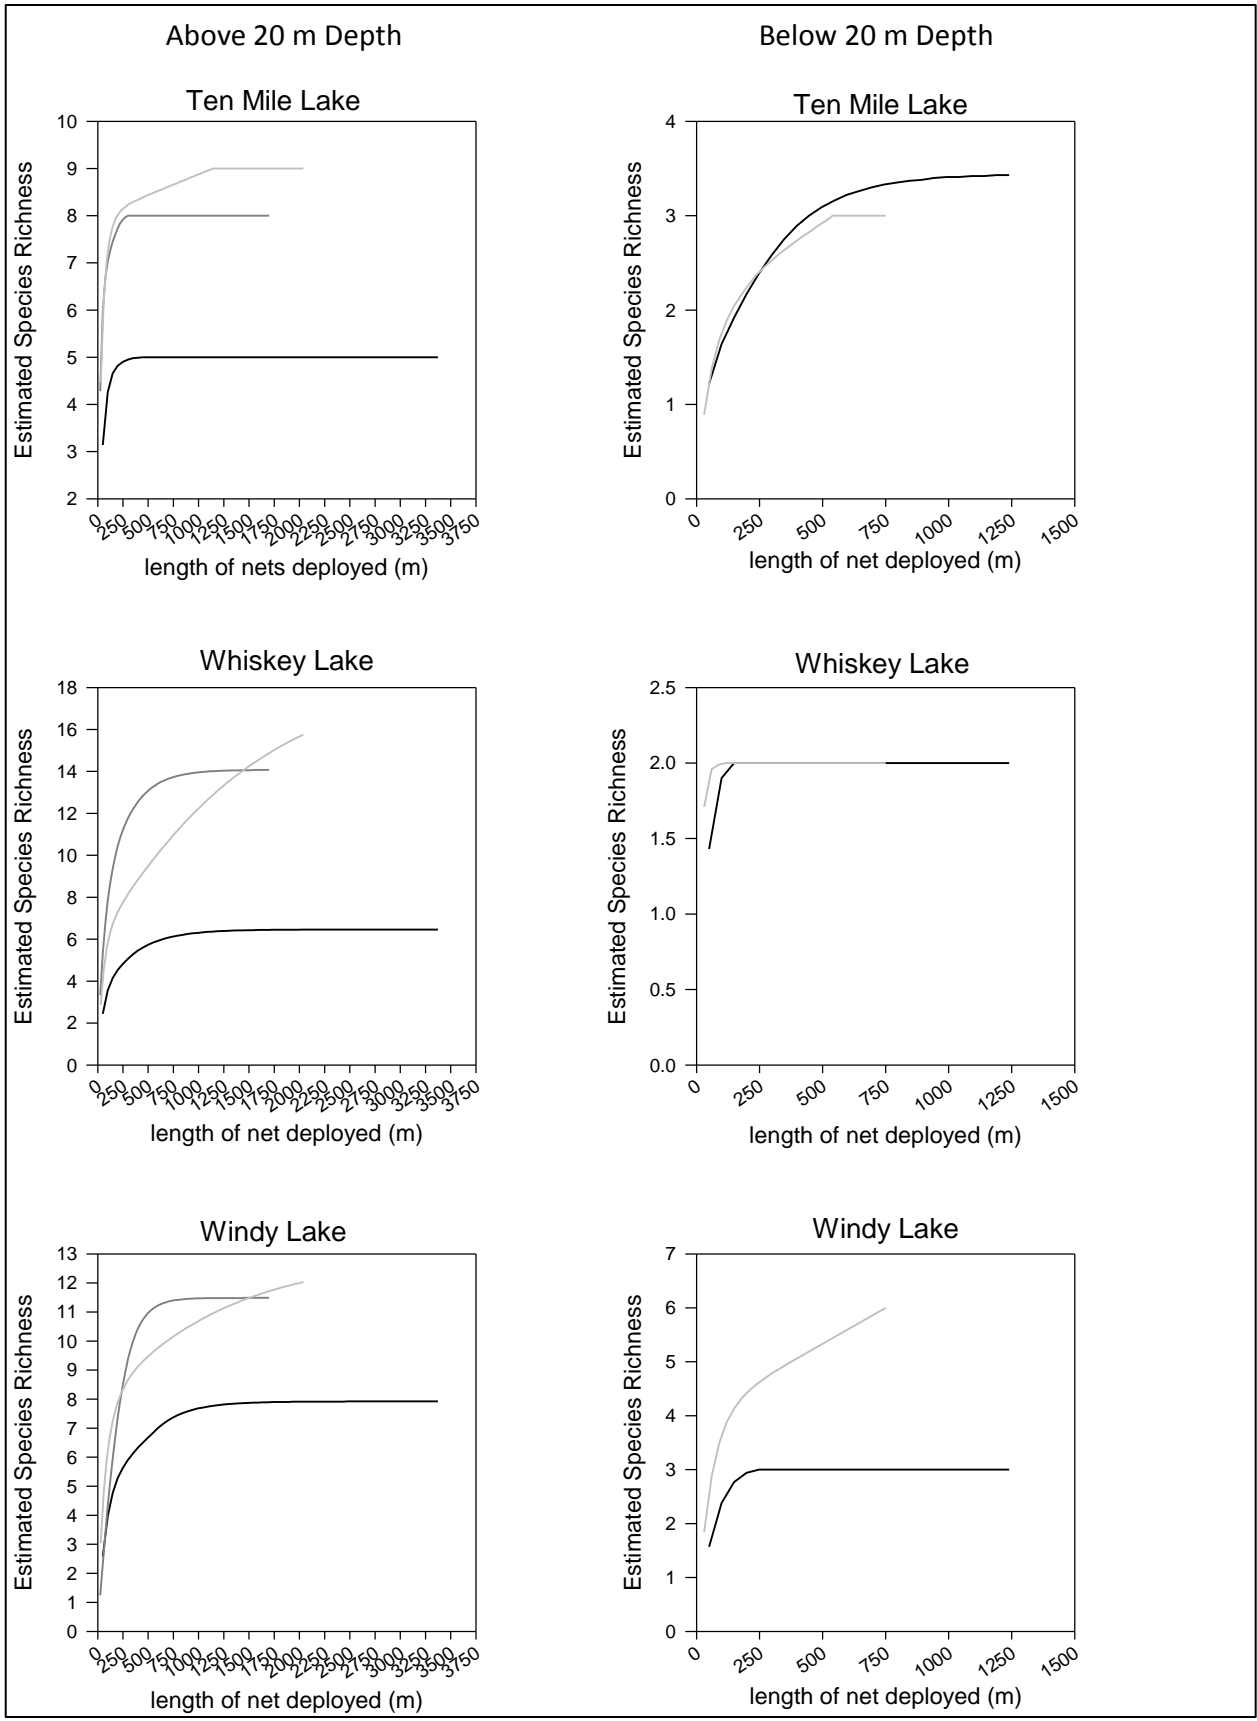 Above 20 m Depth
Below 20 m Depth
Ten Mile Lake
10
9
8
7
6
5
4
3
2
Estimated Species Richness
0 250 500 750 1000 1250 1500 1750 2000 2250 2500 2750 3000 3250 3500 3750
length of nets deployed (m)
Ten Mile Lake
4
3
2
1
0
Estimated Species Richness
0 250 500 750 1000 1250 1500
length of net deployed (m)
Whiskey Lake
18
16
14
12
10
8
6
4
2
0
Estimated Species Richness
0 250 500 750 1000 1250 1500 1750 2000 2250 2500 2750 3000 3250 3500 3750
length of net deployed (m)
Whiskey Lake
2.5
2.0
1.5
1.0
0.5
0.0
Estimated Species Richness
0 250 500 750 1000 1250 1500
length of net deployed (m)
Windy Lake
13
12
11
10
9
8
7
6
5
4
3
2
1
0
Estimated Species Richness
0 250 500 750 1000 1250 1500 1750 2000 2250 2500 2750 3000 3250 3500 3750
length of net deployed (m)
Windy Lake
7
6
5
4
3
2
1
0
Estimated Species Richness
0 250 500 750 1000 1250 1500
length of net deployed (m)